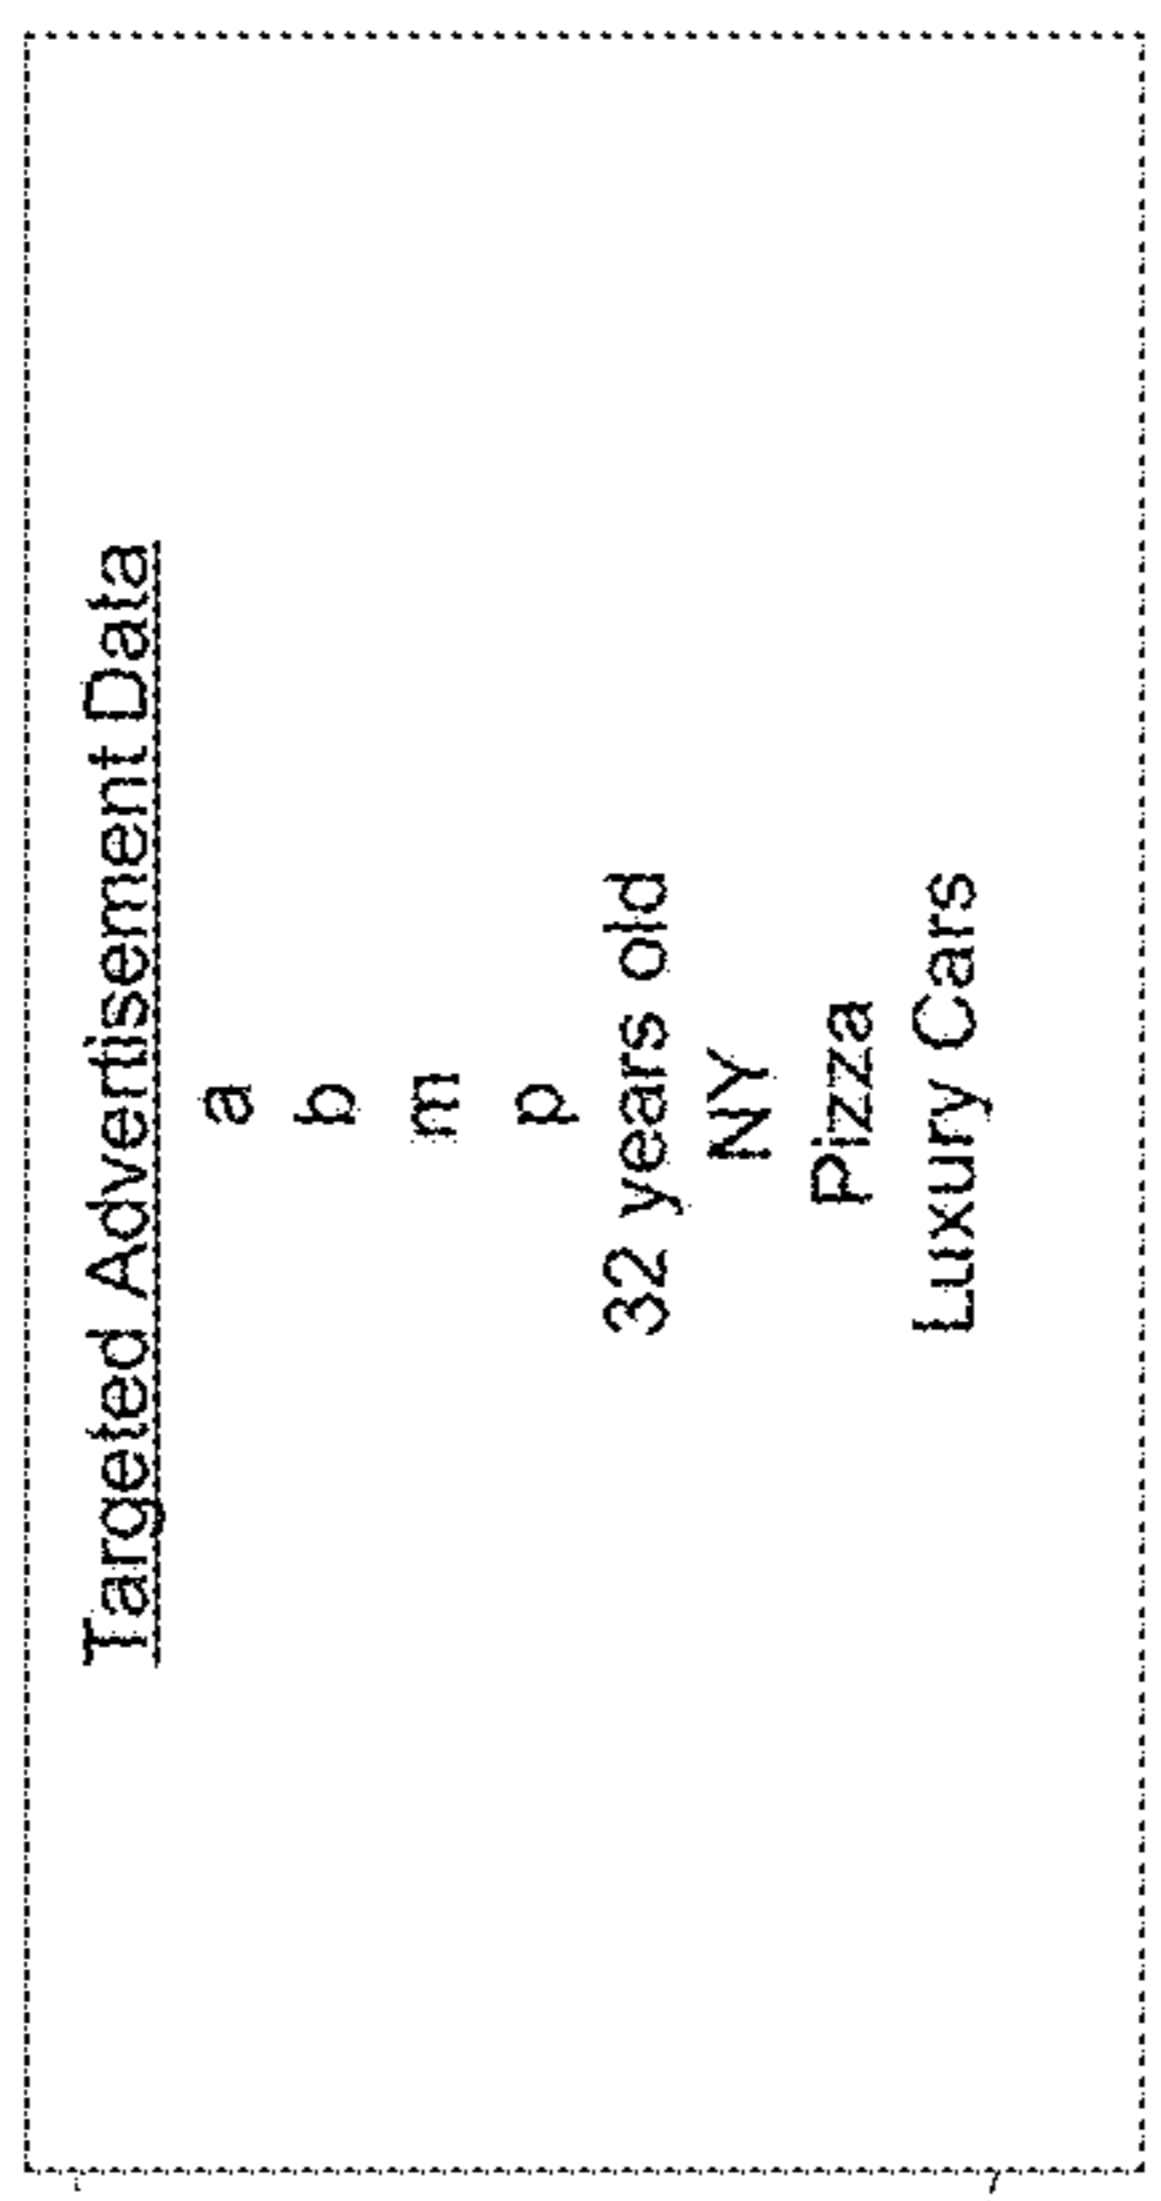 Targeted Advertisement Data
a
b
m
p
32 years old
NY
Pizza
Luxury Cars